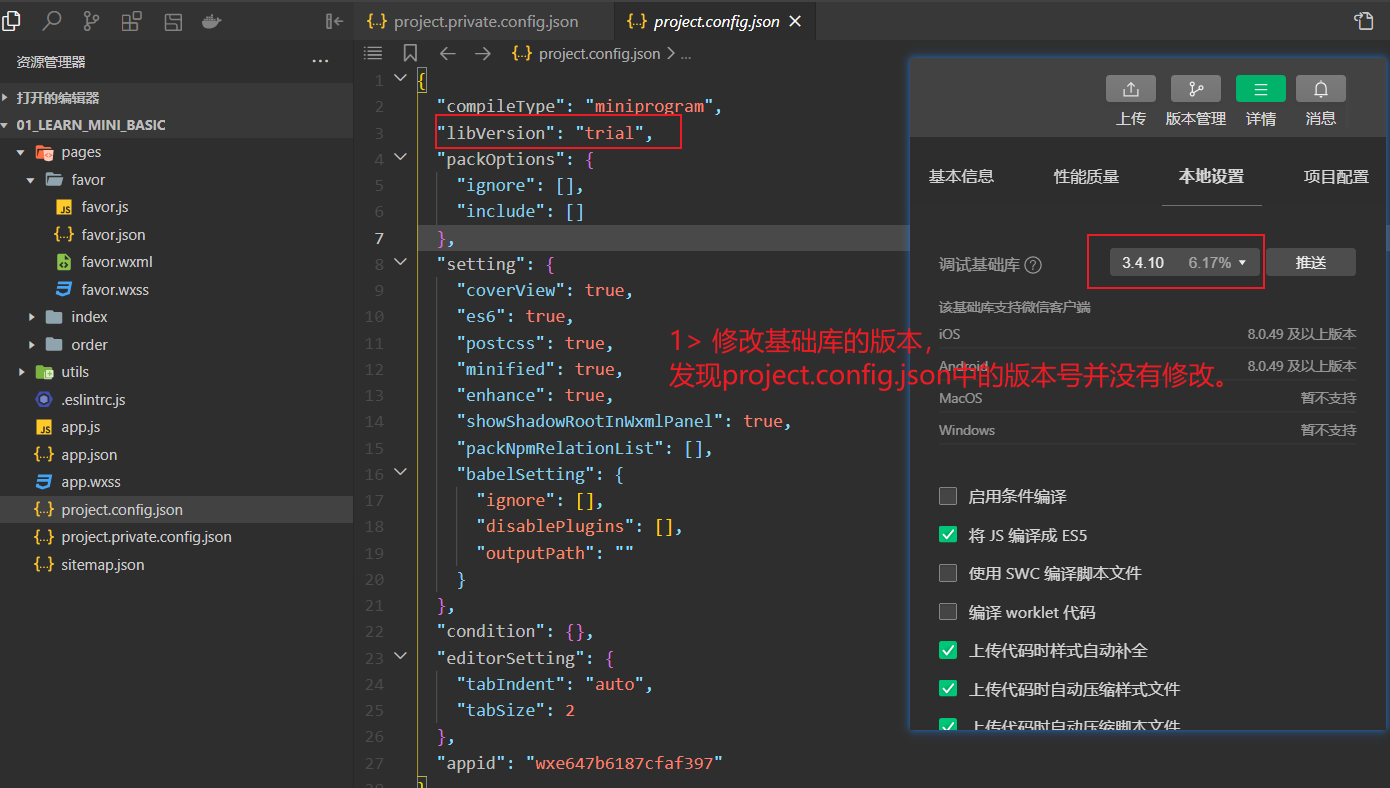 project.private.config.json
project.config.json
资源管理器
project.config.json
...
打开的编辑器
01_LEARN_MINI_BASIC
pages
favor
favor.js
favor.json
favor.wxml
favor.wxss
index
order
utils
.eslintrc.js
app.js
app.json
app.wxss
project.config.json
project.private.config.json
sitemap.json
1 {
2 "compileType": "miniprogram",
3 "libVersion": "trial",
4 "packOptions": {
5 "ignore": [],
6 "include": []
7 },
8 "setting": {
9 "coverView": true,
10 "es6": true,
11 "postcss": true,
12 "minified": true,
13 "enhance": true,
14 "showShadowRootInWxmlPanel": true,
15 "packNpmRelationList": [],
16 "babelSetting": {
17 "ignore": [],
18 "disablePlugins": [],
19 "outputPath": ""
20 }
21 },
22 "condition": {},
23 "editorSetting": {
24 "tabIndent": "auto",
25 "tabSize": 2
26 },
27 "appid": "wxe647b6187cfaf397"
28 }
上传 版本管理 详情 消息
基本信息 性能质量 本地设置 项目配置
调试基础库 3.4.10 6.17% 推送
该基础库支持微信客户端
iOS 8.0.49 及以上版本
Android 8.0.49 及以上版本
MacOS 暂不支持
Windows 暂不支持
启用条件编译
将 JS 编译成 ES5
使用 SWC 编译脚本文件
编译 worklet 代码
上传代码时样式自动补全
上传代码时自动压缩样式文件
上传代码时自动压缩脚本文件
1> 修改基础库的版本，
发现project.config.json中的版本号并没有修改。